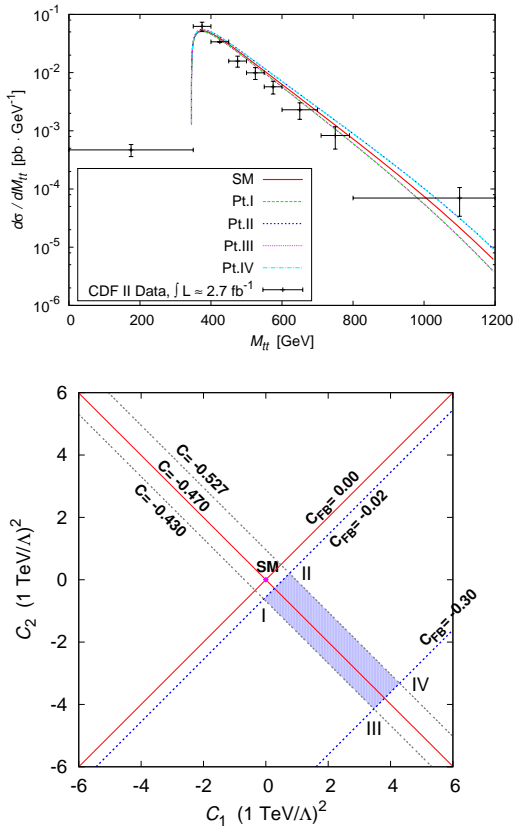 10^-1
10^-2
10^-3
10^-4
10^-5
10^-6
dσ / dM_tt [pb · GeV^-1]
SM
Pt.I
Pt.II
Pt.III
Pt.IV
CDF II Data, ∫ L ≈ 2.7 fb^-1
0 200 400 600 800 1000 1200
M_tt [GeV]
6
4
2
0
-2
-4
-6
C_2 (1 TeV/Λ)^2
C= -0.527
C= -0.470
C= -0.430
C_FB= 0.00
C_FB= -0.02
C_FB= -0.30
SM
I
II
III
IV
-6 -4 -2 0 2 4 6
C_1 (1 TeV/Λ)^2